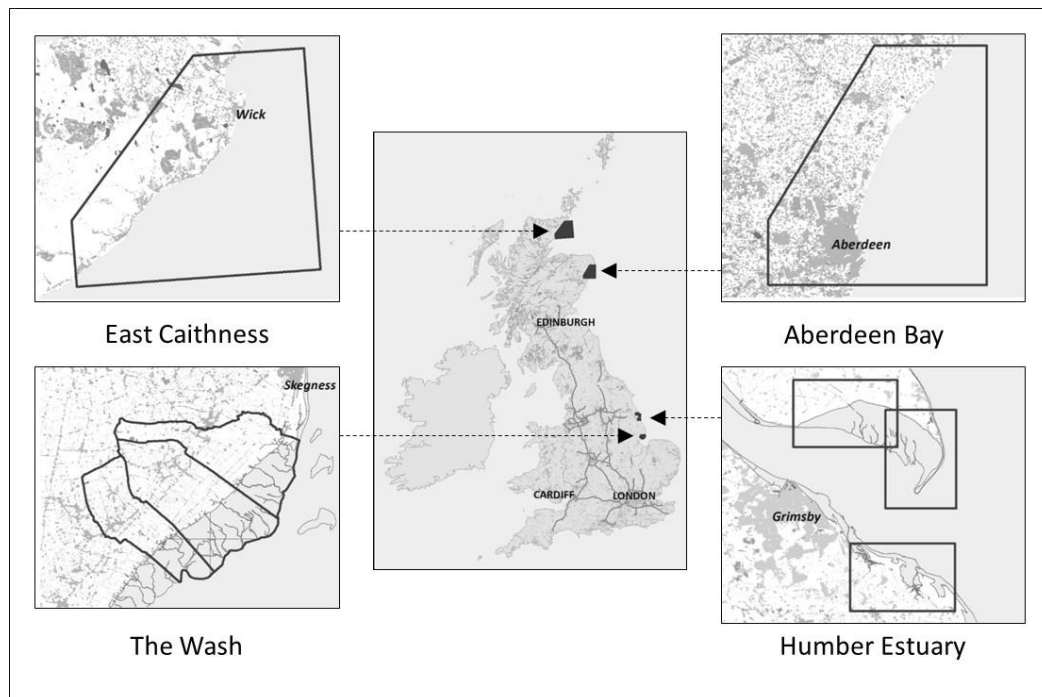 Wick
East Caithness
Aberdeen
Aberdeen Bay
EDINBURGH
CARDIFF
LONDON
Skegness
The Wash
Grimsby
Humber Estuary